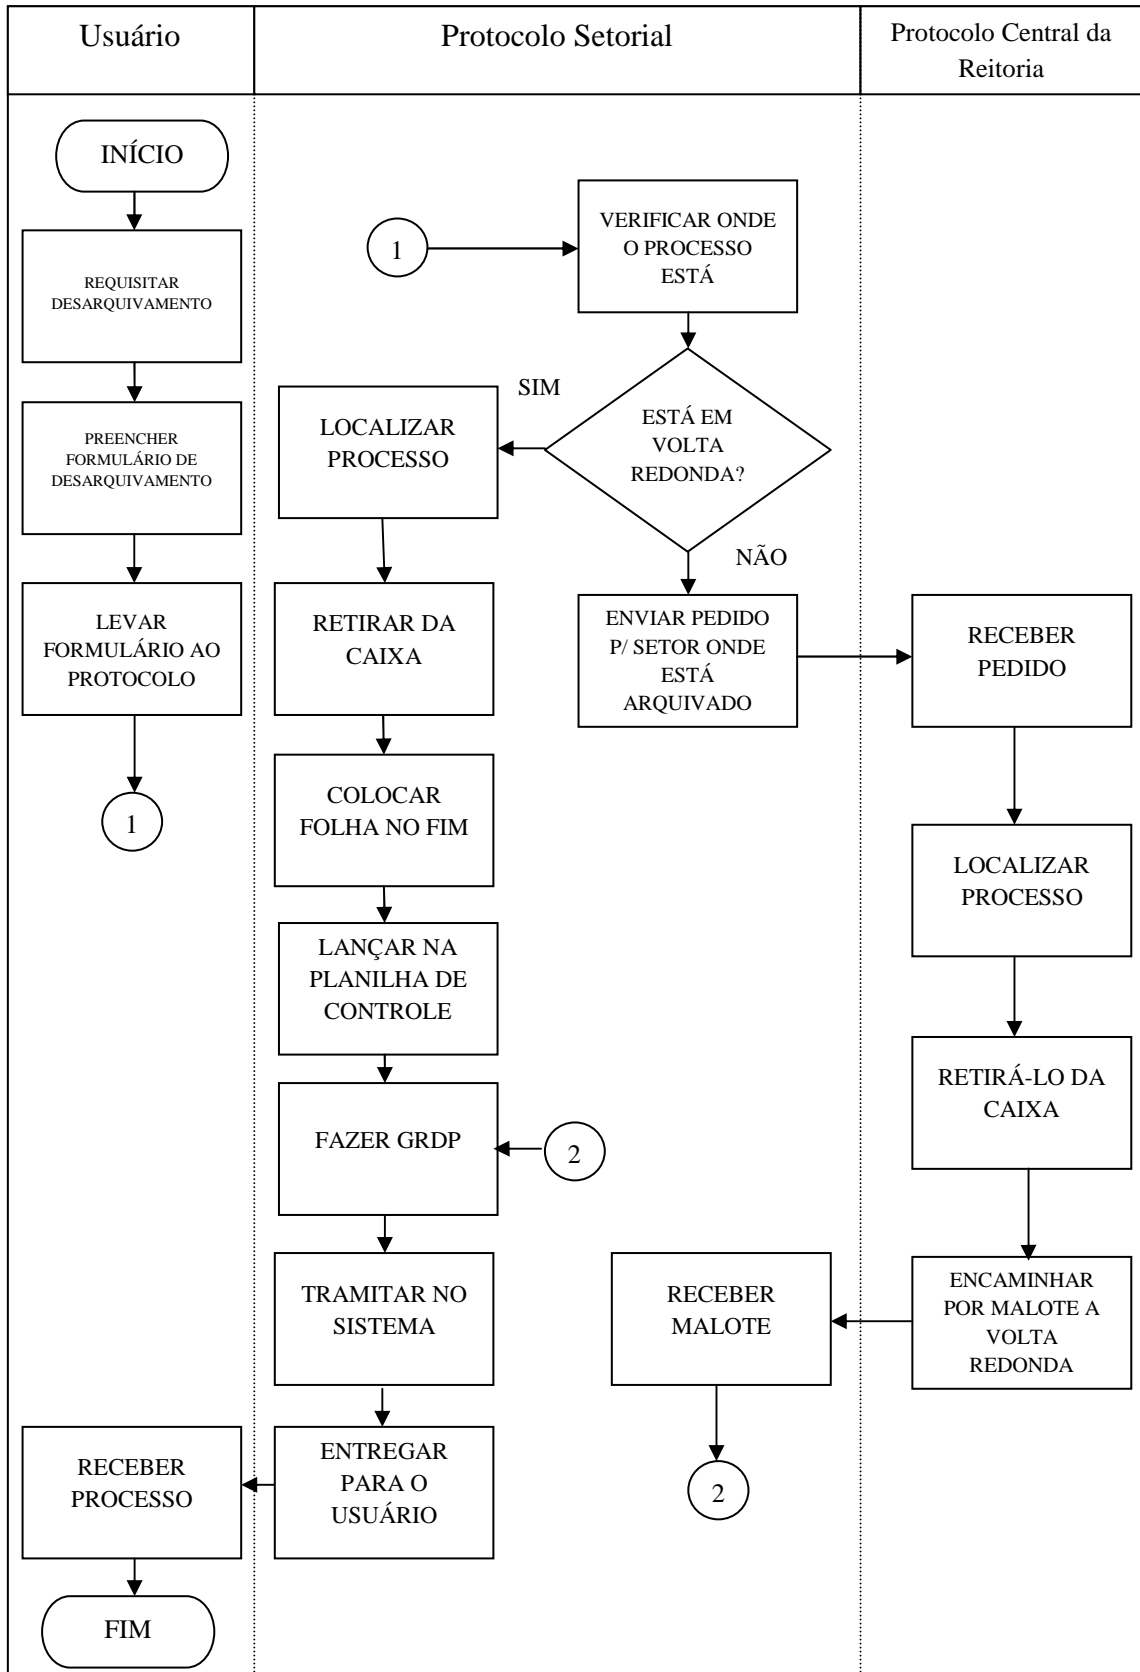 Usuário
Protocolo Setorial
Protocolo Central da
Reitoria
INÍCIO
REQUISITAR
DESARQUIVAMENTO
PREENCHER
FORMULÁRIO DE
DESARQUIVAMENTO
LEVAR
FORMULÁRIO AO
PROTOCOLO
1
1
VERIFICAR ONDE
O PROCESSO
ESTÁ
ESTÁ EM
VOLTA
REDONDA?
SIM
NÃO
LOCALIZAR
PROCESSO
RETIRAR DA
CAIXA
COLOCAR
FOLHA NO FIM
LANÇAR NA
PLANILHA DE
CONTROLE
FAZER GRDP
2
TRAMITAR NO
SISTEMA
ENTREGAR
PARA O
USUÁRIO
ENVIAR PEDIDO
P/ SETOR ONDE
ESTÁ
ARQUIVADO
RECEBER
PEDIDO
LOCALIZAR
PROCESSO
RETIRÁ-LO DA
CAIXA
ENCAMINHAR
POR MALOTE A
VOLTA
REDONDA
RECEBER
MALOTE
2
RECEBER
PROCESSO
FIM